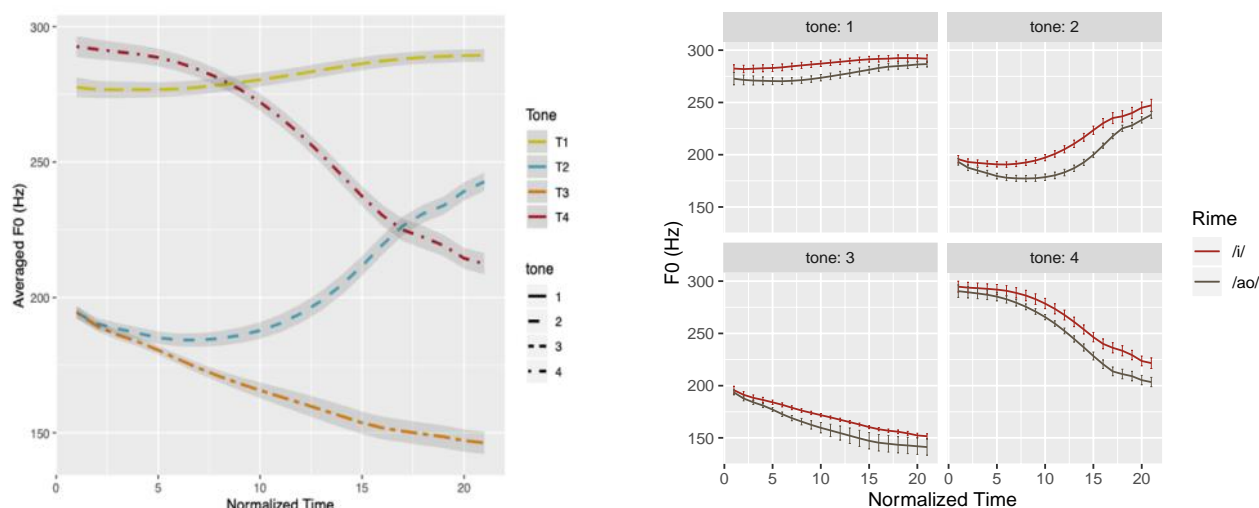 300
250
200
150
Averaged F0 (Hz)
0
5
10
15
20
Normalized Time
Tone
T1
T2
T3
T4
tone
1
2
3
4
tone: 1
tone: 2
300
250
200
150
tone: 3
tone: 4
300
250
200
150
F0 (Hz)
0 5 10 15 20
0 5 10 15 20
Normalized Time
Rime
/i/
/ao/